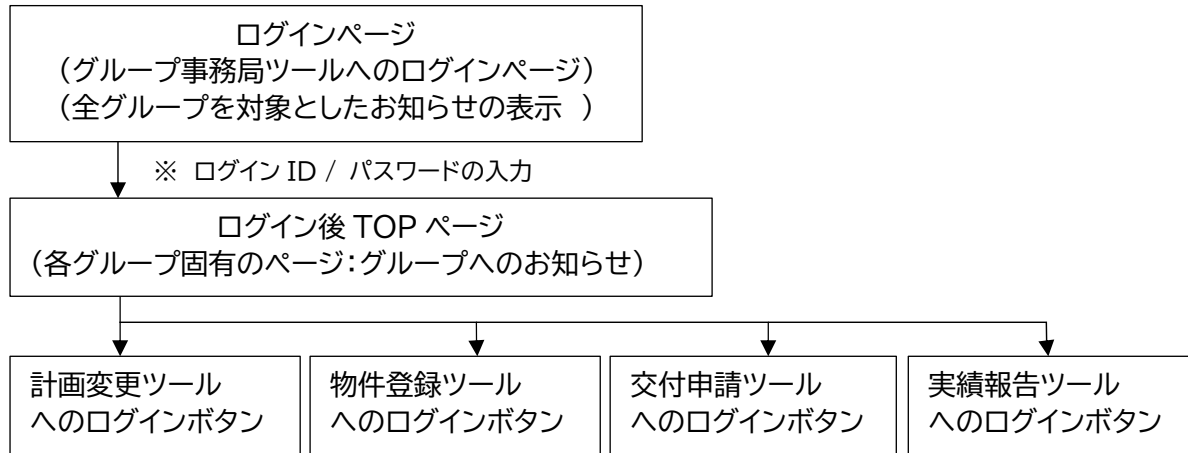 ログインページ
（グループ事務局ツールへのログインページ）
（全グループを対象としたお知らせの表示　）
※ ログイン ID / パスワードの入力
ログイン後 TOP ページ
（各グループ固有のページ：グループへのお知らせ）
計画変更ツール
へのログインボタン
物件登録ツール
へのログインボタン
交付申請ツール
へのログインボタン
実績報告ツール
へのログインボタン